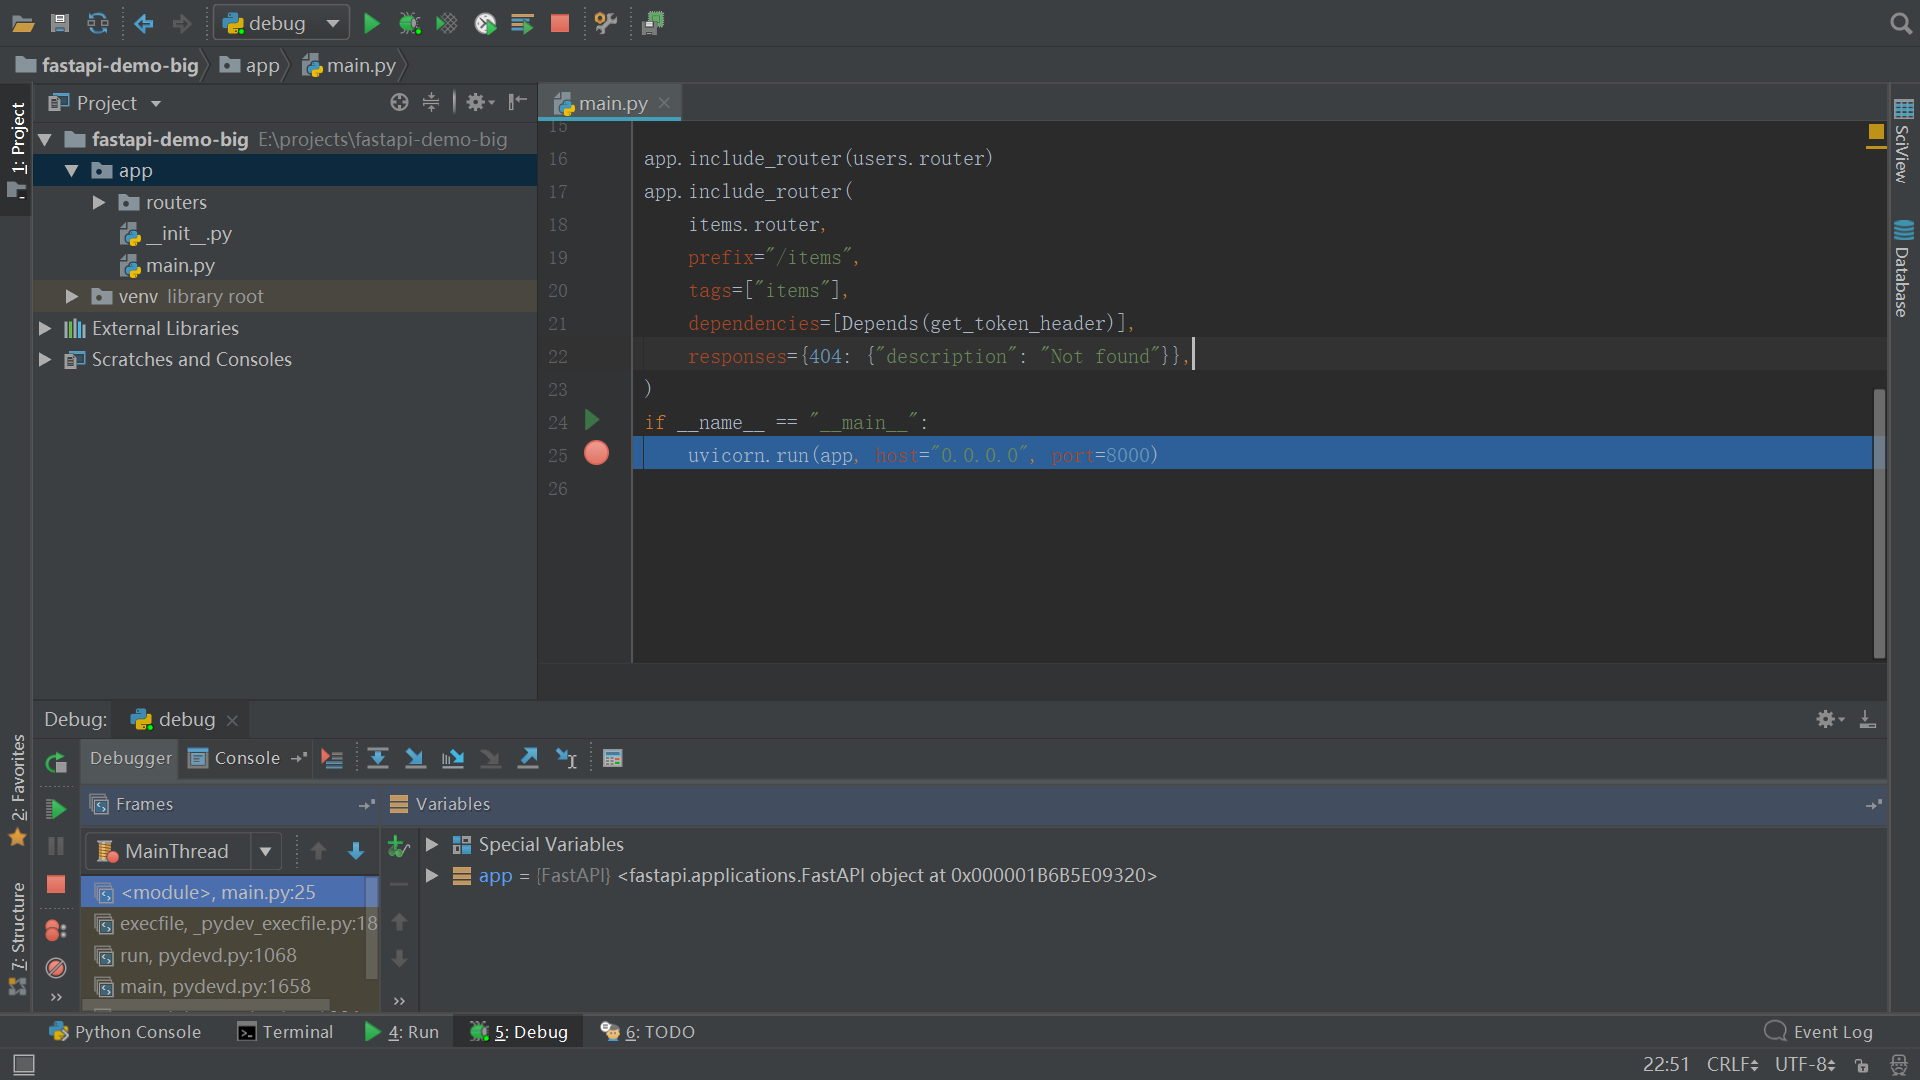 debug
fastapi-demo-big
app
main.py
Project
main.py
1: Project
fastapi-demo-big E:\projects\fastapi-demo-big
app
routers
__init__.py
main.py
venv library root
External Libraries
Scratches and Consoles
15
16 app.include_router(users.router)
17 app.include_router(
18 items.router,
19 prefix="/items",
20 tags=["items"],
21 dependencies=[Depends(get_token_header)],
22 responses={404: {"description": "Not found"}},
23 )
24 if __name__ == "__main__":
25 uvicorn.run(app, host="0.0.0.0", port=8000)
26
SciView
Database
2: Favorites
7: Structure
Debug: debug
Debugger Console
Frames Variables
MainThread
<module>, main.py:25
execfile, _pydev_execfile.py:18
run, pydevd.py:1068
main, pydevd.py:1658
Special Variables
app = {FastAPI} <fastapi.applications.FastAPI object at 0x000001B6B5E09320>
Python Console
Terminal
4: Run
5: Debug
6: TODO
Event Log
22:51 CRLF UTF-8